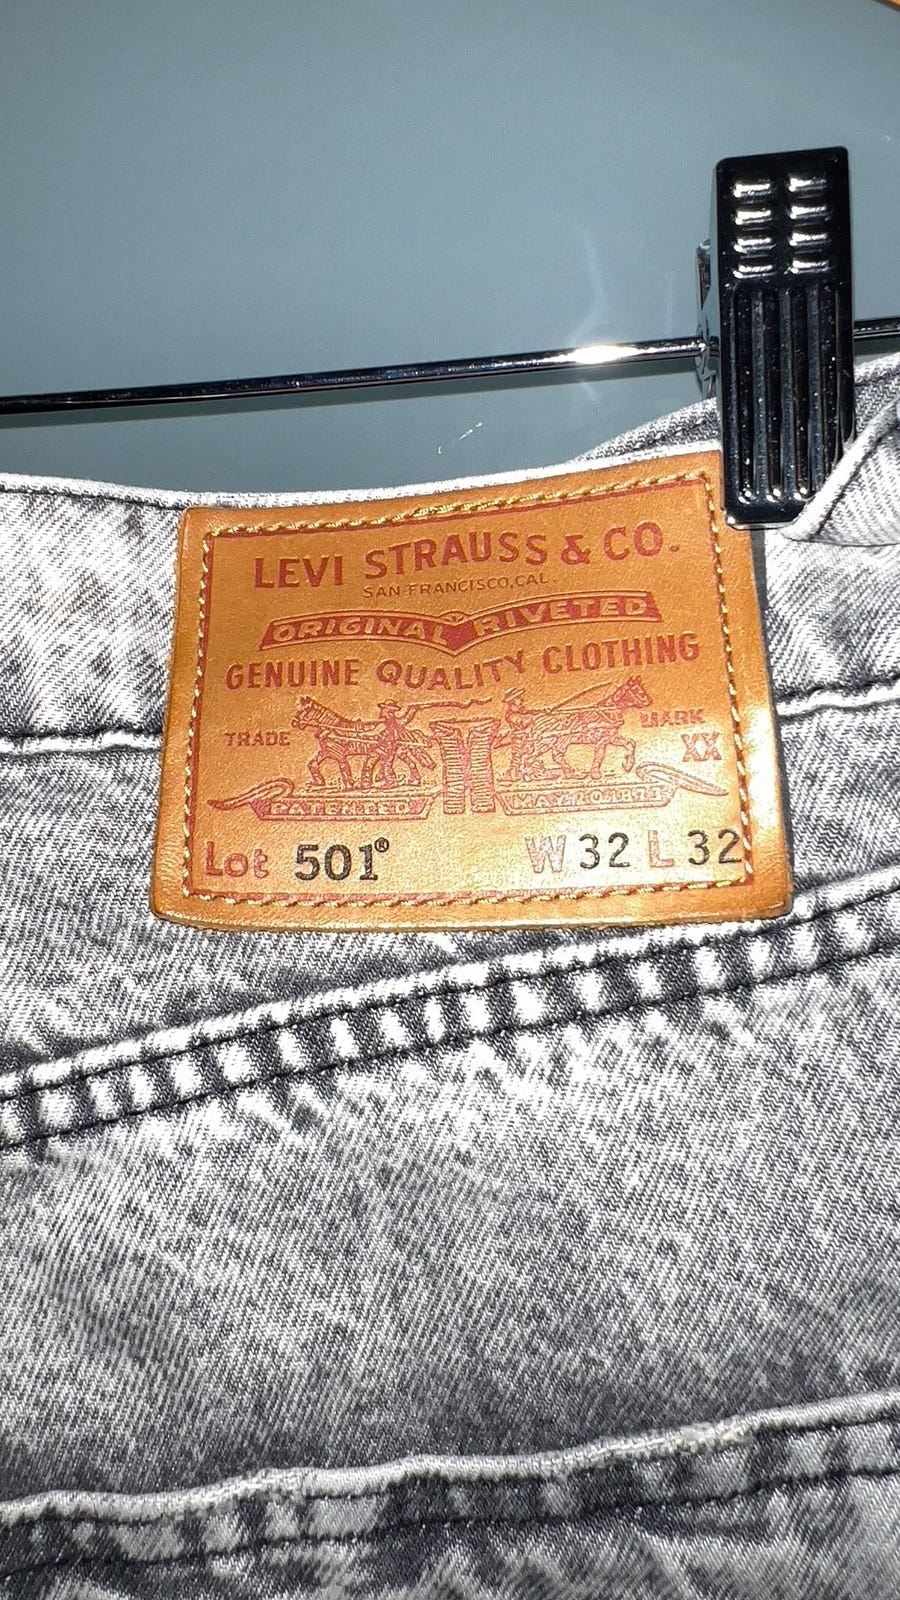 LEVI STRAUSS & CO.
SAN FRANCISCO, CAL.
ORIGINAL RIVETED
GENUINE QUALITY CLOTHING
TRADE MARK
XX
PATENTED MAY 20 1873
Lot 501® W 32 L 32